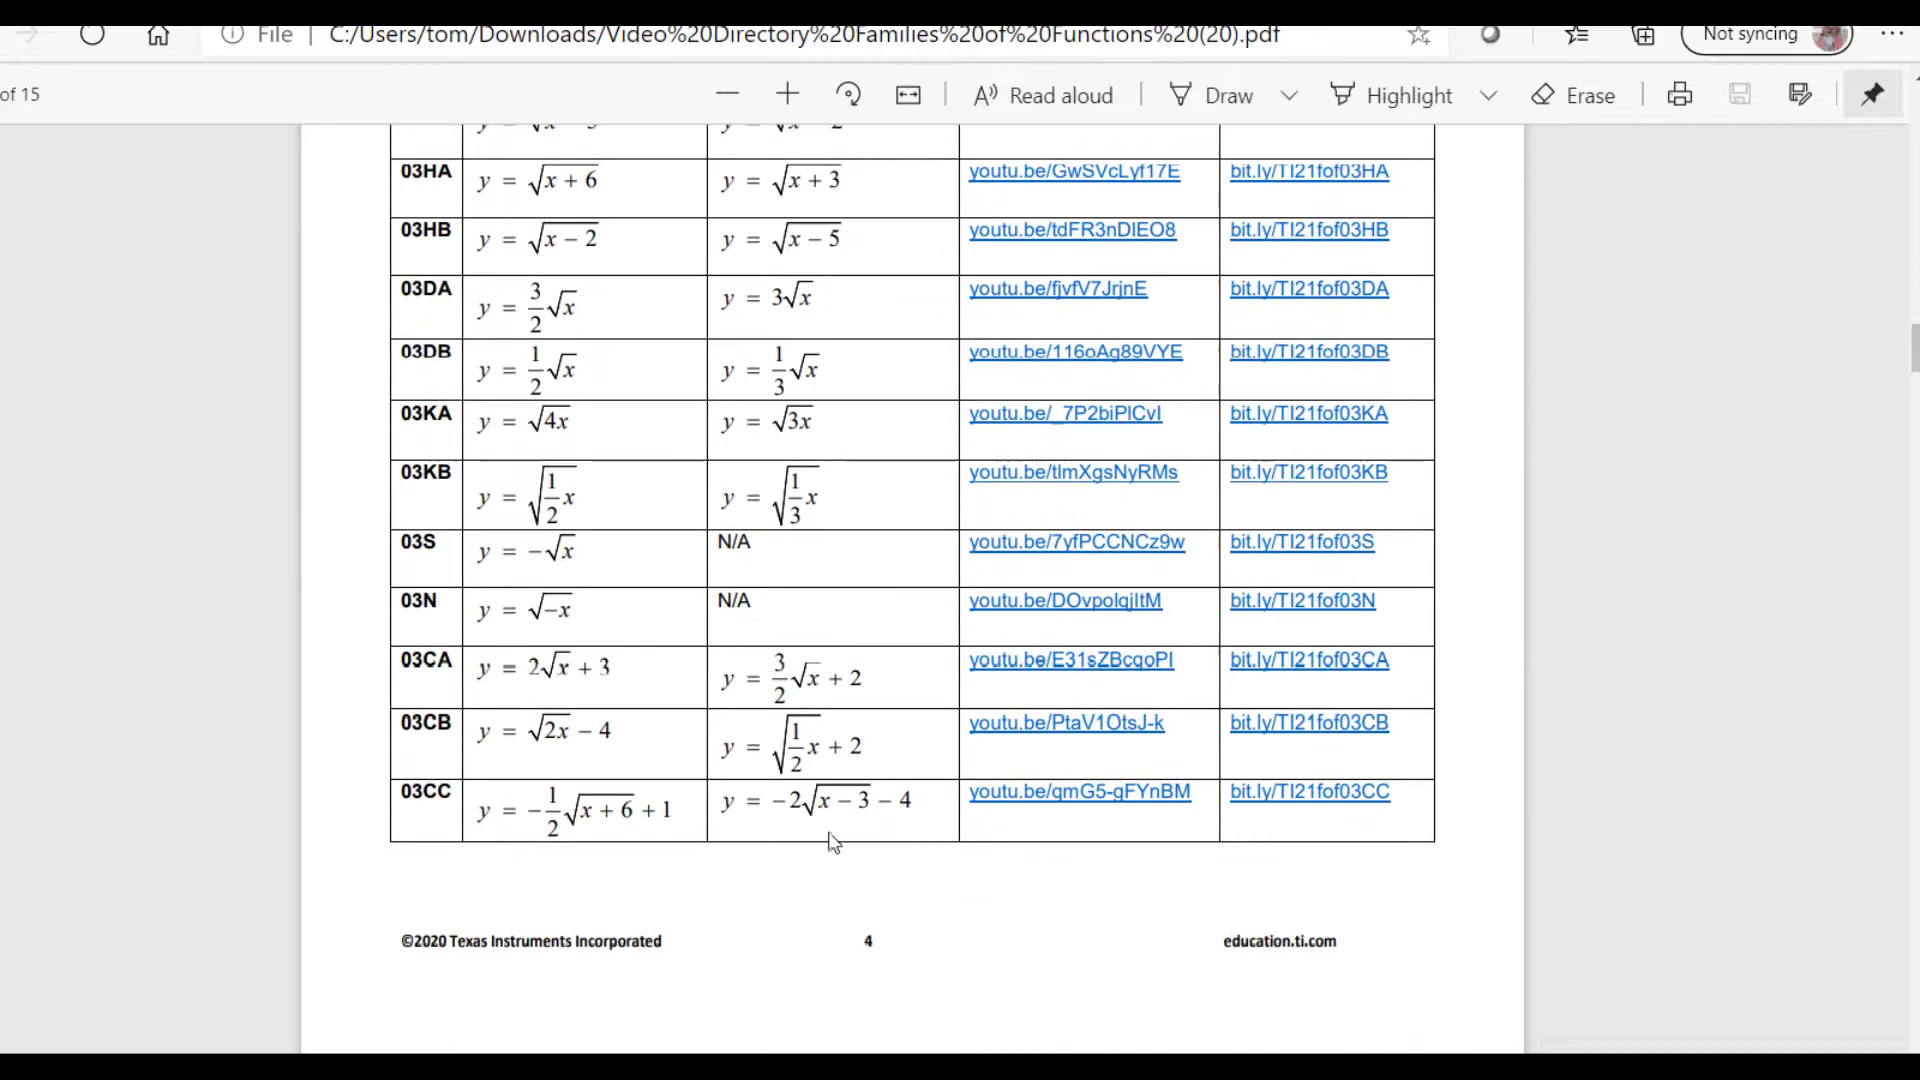 File | C:/Users/tom/Downloads/Video%20Directory%20Families%20of%20Functions%20(20).pdf Not syncing
of 15 Read aloud Draw Highlight Erase
03HA y = √(x + 6) y = √(x + 3) youtu.be/GwSVcLyf17E bit.ly/TI21fof03HA
03HB y = √(x − 2) y = √(x − 5) youtu.be/tdFR3nDIEO8 bit.ly/TI21fof03HB
03DA y = 3/2√x y = 3√x youtu.be/fjvfV7JrjnE bit.ly/TI21fof03DA
03DB y = 1/2√x y = 1/3√x youtu.be/116oAg89VYE bit.ly/TI21fof03DB
03KA y = √(4x) y = √(3x) youtu.be/_7P2biPlCvI bit.ly/TI21fof03KA
03KB y = √(1/2x) y = √(1/3x) youtu.be/tlmXgsNyRMs bit.ly/TI21fof03KB
03S y = −√x N/A youtu.be/7yfPCCNCz9w bit.ly/TI21fof03S
03N y = √(−x) N/A youtu.be/DOvpolqjItM bit.ly/TI21fof03N
03CA y = 2√x + 3 y = 3/2√x + 2 youtu.be/E31sZBcqoPI bit.ly/TI21fof03CA
03CB y = √(2x) − 4 y = √(1/2x) + 2 youtu.be/PtaV1OtsJ-k bit.ly/TI21fof03CB
03CC y = −1/2√(x + 6) + 1 y = −2√(x − 3) − 4 youtu.be/qmG5-gFYnBM bit.ly/TI21fof03CC
©2020 Texas Instruments Incorporated 4 education.ti.com